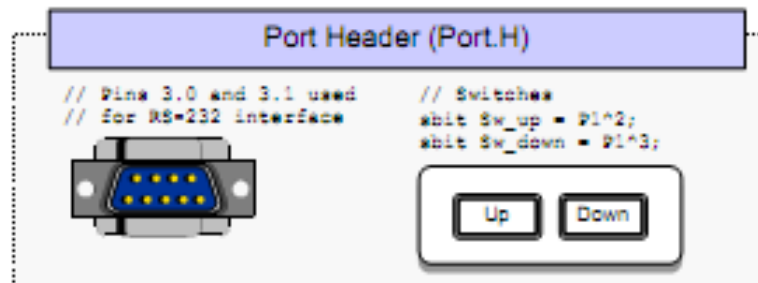 Port Header (Port.H)
// Pins 3.0 and 3.1 used
// for RS-232 interface
// Switches
sbit Sw_up = P1^2;
sbit Sw_down = P1^3;
Up
Down